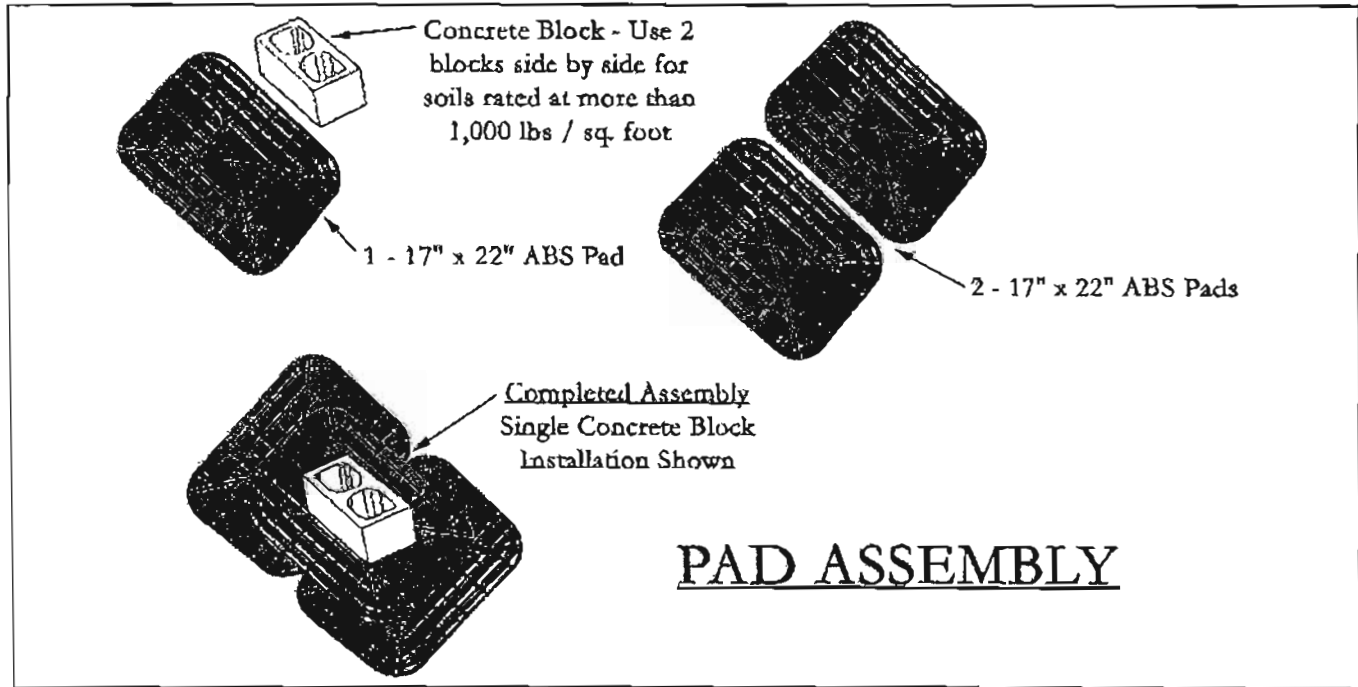 Concrete Block - Use 2
blocks side by side for
soils rated at more than
1,000 lbs / sq. foot
1 - 17" x 22" ABS Pad
2 - 17" x 22" ABS Pads
Completed Assembly
Single Concrete Block
Installation Shown
PAD ASSEMBLY